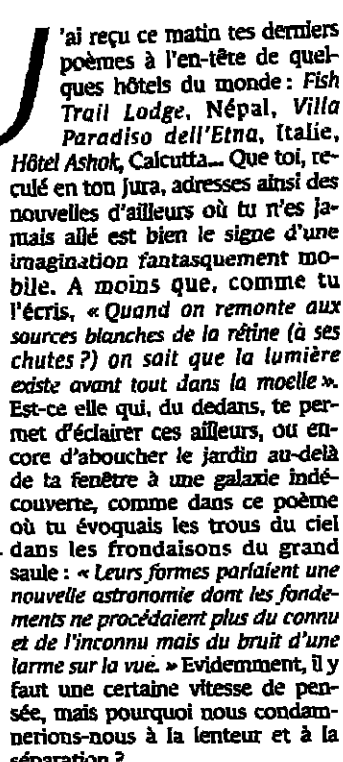 J'ai reçu ce matin tes derniers
poèmes à l'en-tête de quel-
ques hôtels du monde : Fish
Trail Lodge, Népal, Villa
Paradiso dell'Etna, Italie,
Hôtel Ashok, Calcutta... Que toi, re-
culé en ton Jura, adresses ainsi des
nouvelles d'ailleurs où tu n'es ja-
mais allé est bien le signe d'une
imagination fantasquement mo-
bile. A moins que, comme tu
l'écris, « Quand on remonte aux
sources blanches de la rétine (à ses
chutes ?) on sait que la lumière
existe avant tout dans la moelle ».
Est-ce elle qui, du dedans, te per-
met d'éclairer ces ailleurs, ou en-
core d'aboucher le jardin au-delà
de ta fenêtre à une galaxie indé-
couverte, comme dans ce poème
où tu évoquais les trous du ciel
dans les frondaisons du grand
saule : « Leurs formes parlaient une
nouvelle astronomie dont les fonde-
ments ne procédaient plus du connu
et de l'inconnu mais du bruit d'une
larme sur la vue. » Evidemment, il y
faut une certaine vitesse de pen-
sée, mais pourquoi nous condam-
nerions-nous à la lenteur et à la
séparation ?